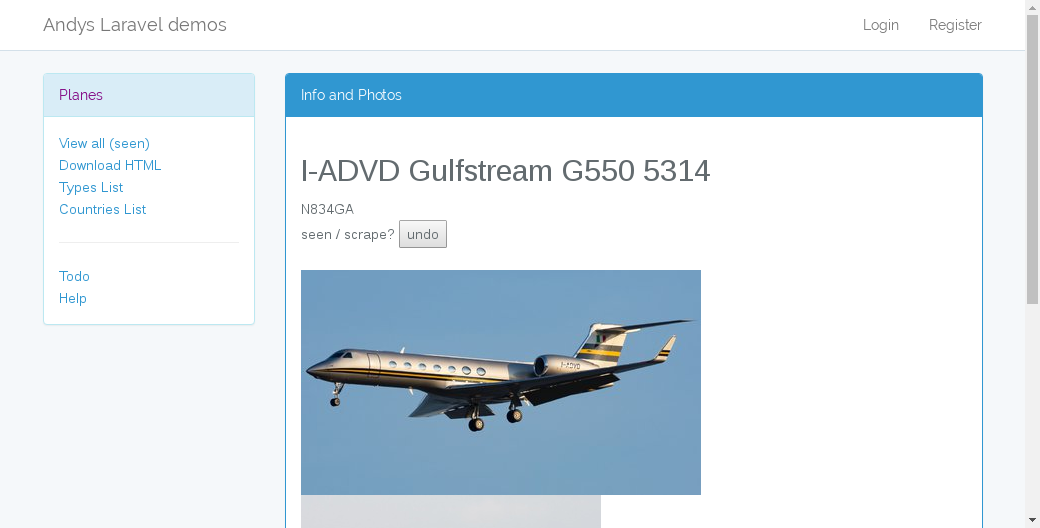 Andys Laravel demos
Login
Register
Planes
View all (seen)
Download HTML
Types List
Countries List
Todo
Help
Info and Photos
I-ADVD Gulfstream G550 5314
N834GA
seen / scrape? undo
I-ADVD